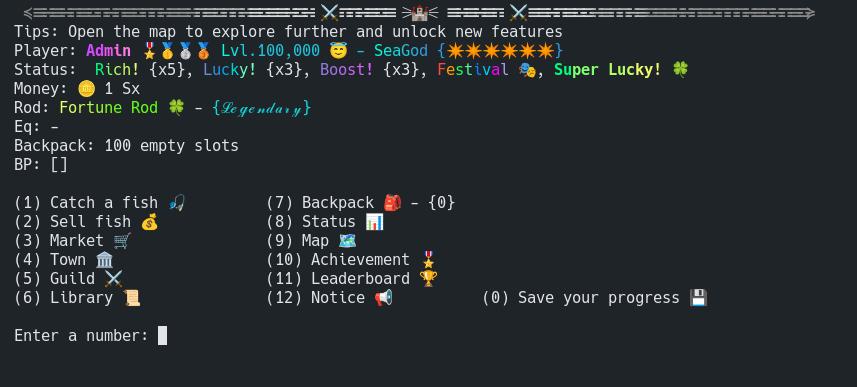 Tips: Open the map to explore further and unlock new features
Player: Admin 🎖🥇🥈🥉 Lvl.100,000 😇 – SeaGod {✴✴✴✴✴✴}
Status:  Rich! {x5}, Lucky! {x3}, Boost! {x3}, Festival 🎭, Super Lucky! 🍀
Money: 🪙 1 Sx
Rod: Fortune Rod 🍀 – {𝓛𝓮𝓰𝓮𝓷𝓭𝓪𝓻𝔂}
Eq: –
Backpack: 100 empty slots
BP: []
(1) Catch a fish 🎣 (7) Backpack 🎒 – {0}
(2) Sell fish 💰 (8) Status 📊
(3) Market 🛒 (9) Map 🗺
(4) Town 🏛 (10) Achievement 🎖
(5) Guild ⚔ (11) Leaderboard 🏆
(6) Library 📜 (12) Notice 📢 (0) Save your progress 💾
Enter a number: